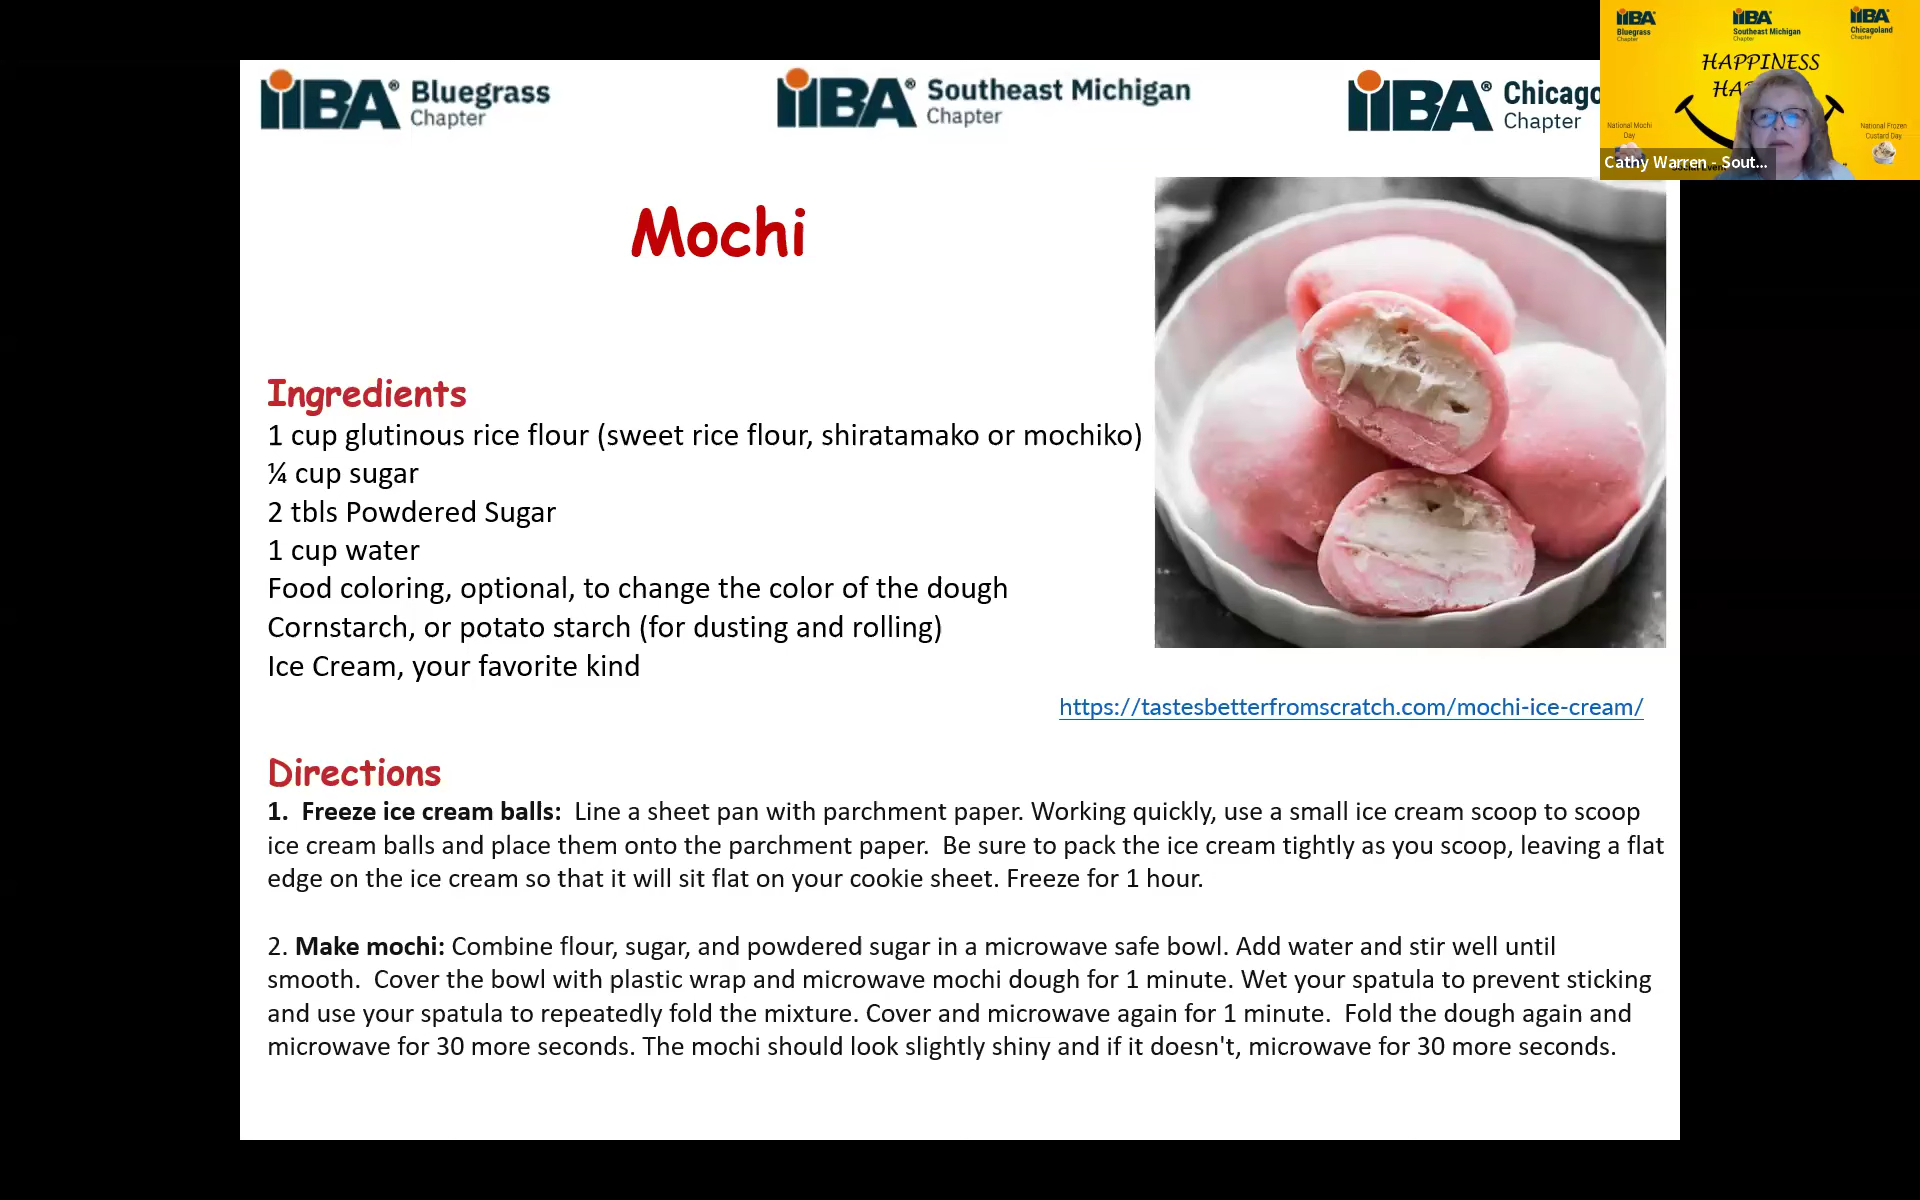 iiBA® Bluegrass Chapter
iiBA® Southeast Michigan Chapter
iiBA® Chicago Chapter
iiBA® Bluegrass Chapter
iiBA® Southeast Michigan Chapter
iiBA® Chicagoland Chapter
HAPPINESS
HA
National Mochi Day
National Frozen Custard Day
Cathy Warren - Sout...
Mochi
Ingredients
1 cup glutinous rice flour (sweet rice flour, shiratamako or mochiko)
¼ cup sugar
2 tbls Powdered Sugar
1 cup water
Food coloring, optional, to change the color of the dough
Cornstarch, or potato starch (for dusting and rolling)
Ice Cream, your favorite kind
https://tastesbetterfromscratch.com/mochi-ice-cream/
Directions
1. Freeze ice cream balls: Line a sheet pan with parchment paper. Working quickly, use a small ice cream scoop to scoop
ice cream balls and place them onto the parchment paper. Be sure to pack the ice cream tightly as you scoop, leaving a flat
edge on the ice cream so that it will sit flat on your cookie sheet. Freeze for 1 hour.
2. Make mochi: Combine flour, sugar, and powdered sugar in a microwave safe bowl. Add water and stir well until
smooth. Cover the bowl with plastic wrap and microwave mochi dough for 1 minute. Wet your spatula to prevent sticking
and use your spatula to repeatedly fold the mixture. Cover and microwave again for 1 minute. Fold the dough again and
microwave for 30 more seconds. The mochi should look slightly shiny and if it doesn't, microwave for 30 more seconds.